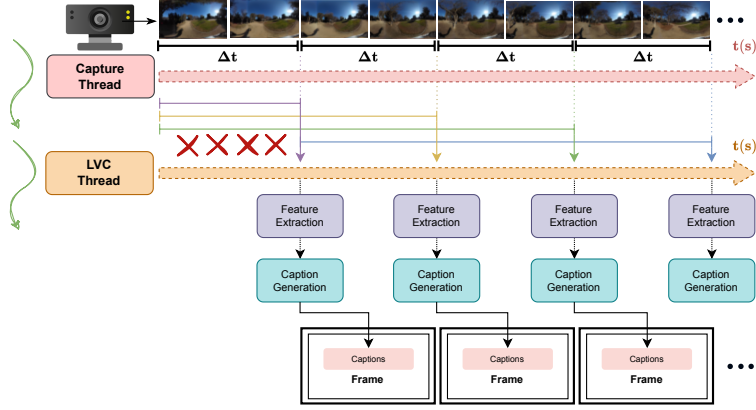 Δt
Δt
Δt
Δt
t(s)
Capture
Thread
t(s)
LVC
Thread
Feature
Extraction
Feature
Extraction
Feature
Extraction
Feature
Extraction
Caption
Generation
Caption
Generation
Caption
Generation
Caption
Generation
Captions
Frame
Captions
Frame
Captions
Frame